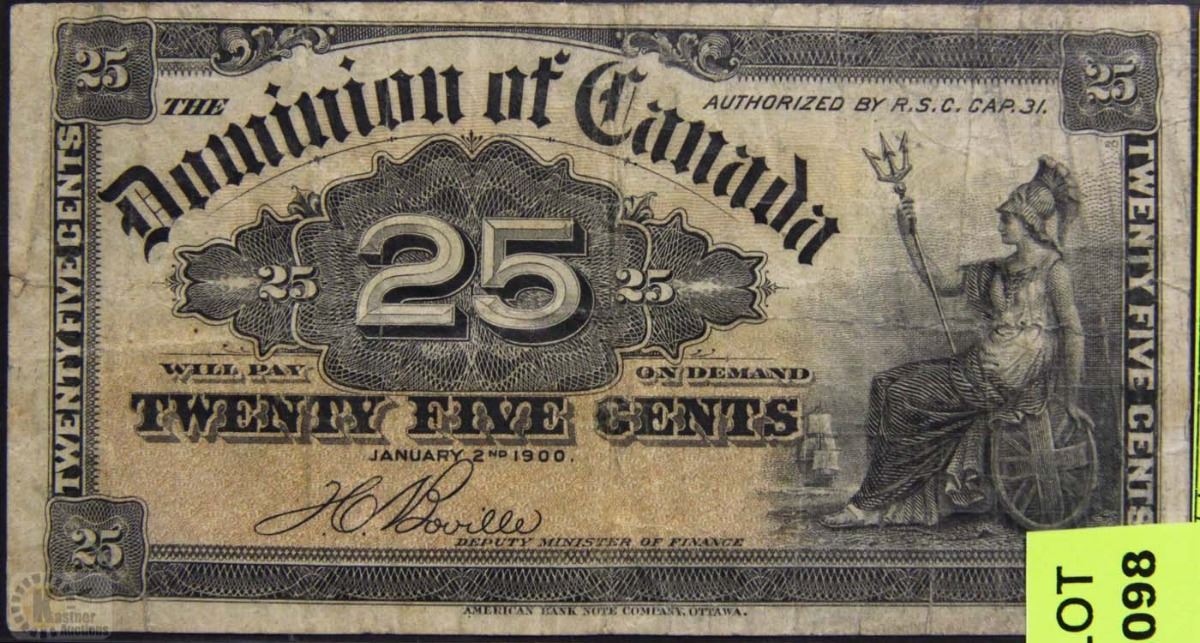 25
25
THE
Dominion of Canada
AUTHORIZED BY R.S.C. CAP. 31.
TWENTY FIVE CENTS
TWENTY FIVE CENTS
25
25
25
WILL PAY
ON DEMAND
TWENTY FIVE CENTS
JANUARY 2ND 1900.
H C Boville
DEPUTY MINISTER OF FINANCE
25
AMERICAN BANK NOTE COMPANY, OTTAWA.
LOT
098
Kastner
Auctions